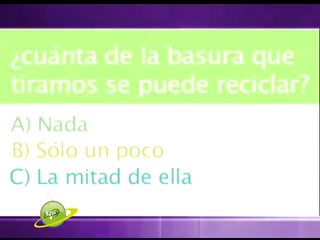 ¿cuánta de la basura que
tiramos se puede reciclar?
A) Nada
B) Sólo un poco
C) La mitad de ella